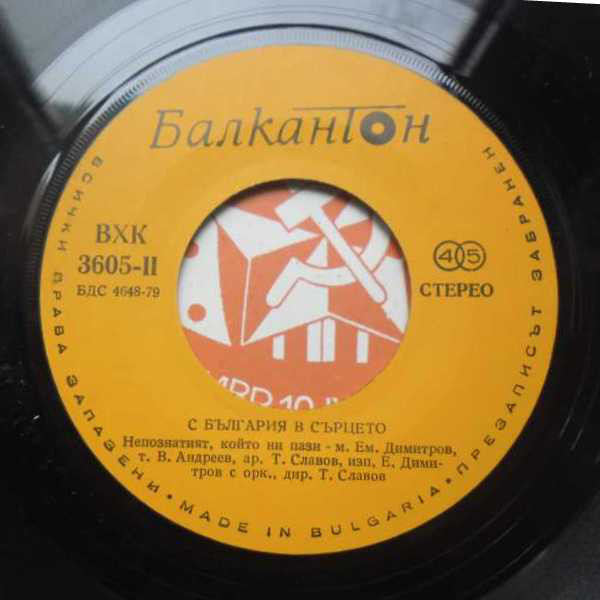 БалканТон
ВСИЧКИ ПРАВА ЗАПАЗЕНИ • MADE IN BULGARIA • ПРЕЗАПИСЪТ ЗАБРАНЕН
ВХК
3605-II
БДС 4648-79
45
СТЕРЕО
С БЪЛГАРИЯ В СЪРЦЕТО
Непознатият, който ни пази - м. Ем. Димитров,
т. В. Андреев, ар. Т. Славов, изп, Е. Дими-
тров с орк., дир. Т. Славов